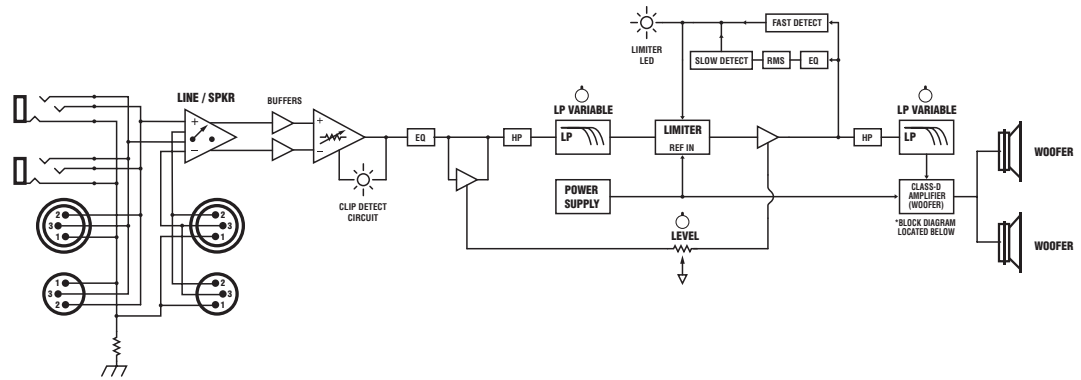 LIMITER
LED
FAST DETECT
SLOW DETECT
RMS
EQ
LINE / SPKR
BUFFERS
+
−
+
−
CLIP DETECT
CIRCUIT
EQ
HP
LP VARIABLE
LP
LIMITER
REF IN
POWER
SUPPLY
LEVEL
HP
LP VARIABLE
LP
CLASS-D
AMPLIFIER
(WOOFER)
*BLOCK DIAGRAM
LOCATED BELOW
WOOFER
WOOFER
2
3
1
2
3
1
1
3
2
2
3
1